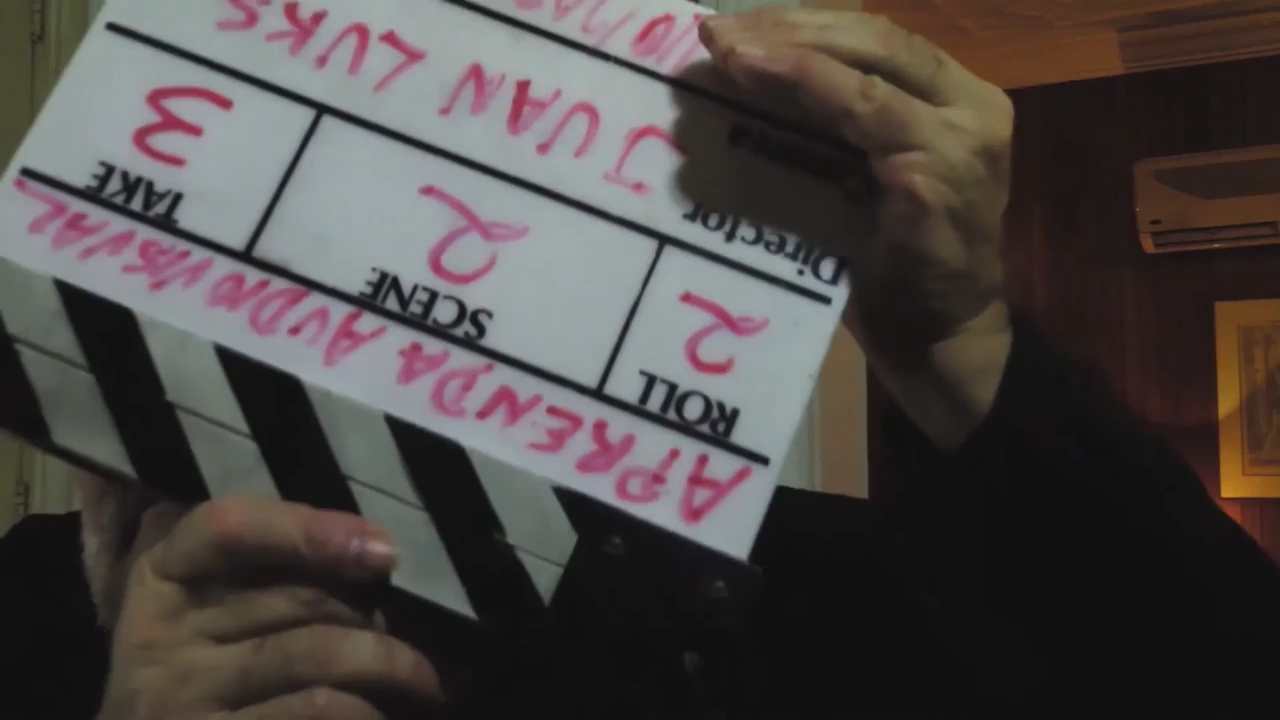 APRENDA AUDIOVISUAL
ROLL 2 SCENE 2 TAKE 3
Director JUAN LUKS